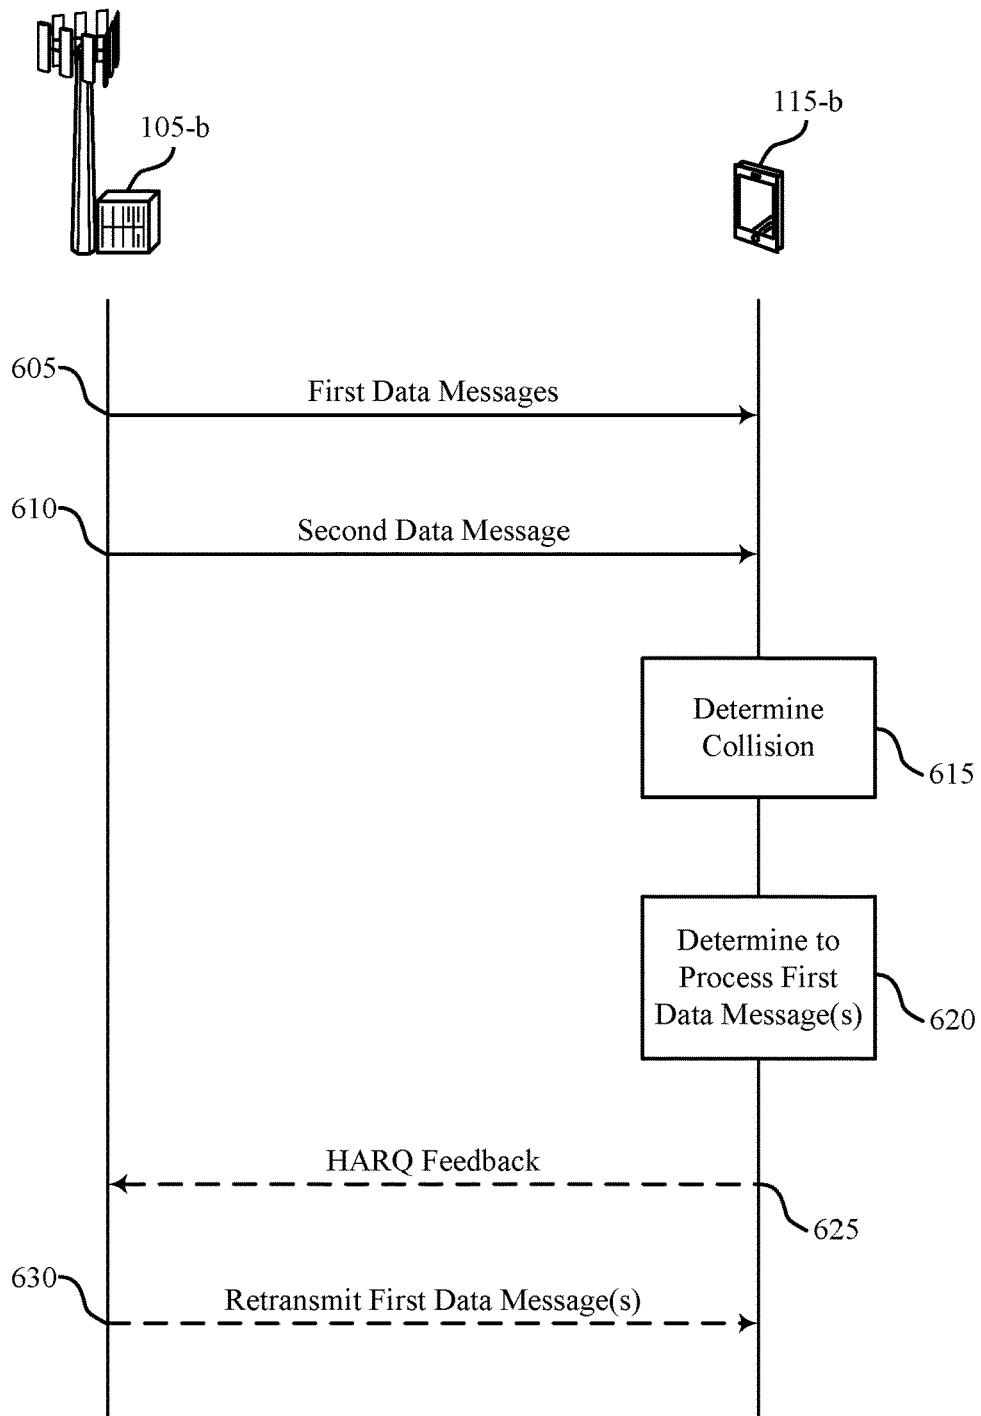 105-b
115-b
605
First Data Messages
610
Second Data Message
Determine
Collision
615
Determine to
Process First
Data Message(s)
620
HARQ Feedback
625
630
Retransmit First Data Message(s)